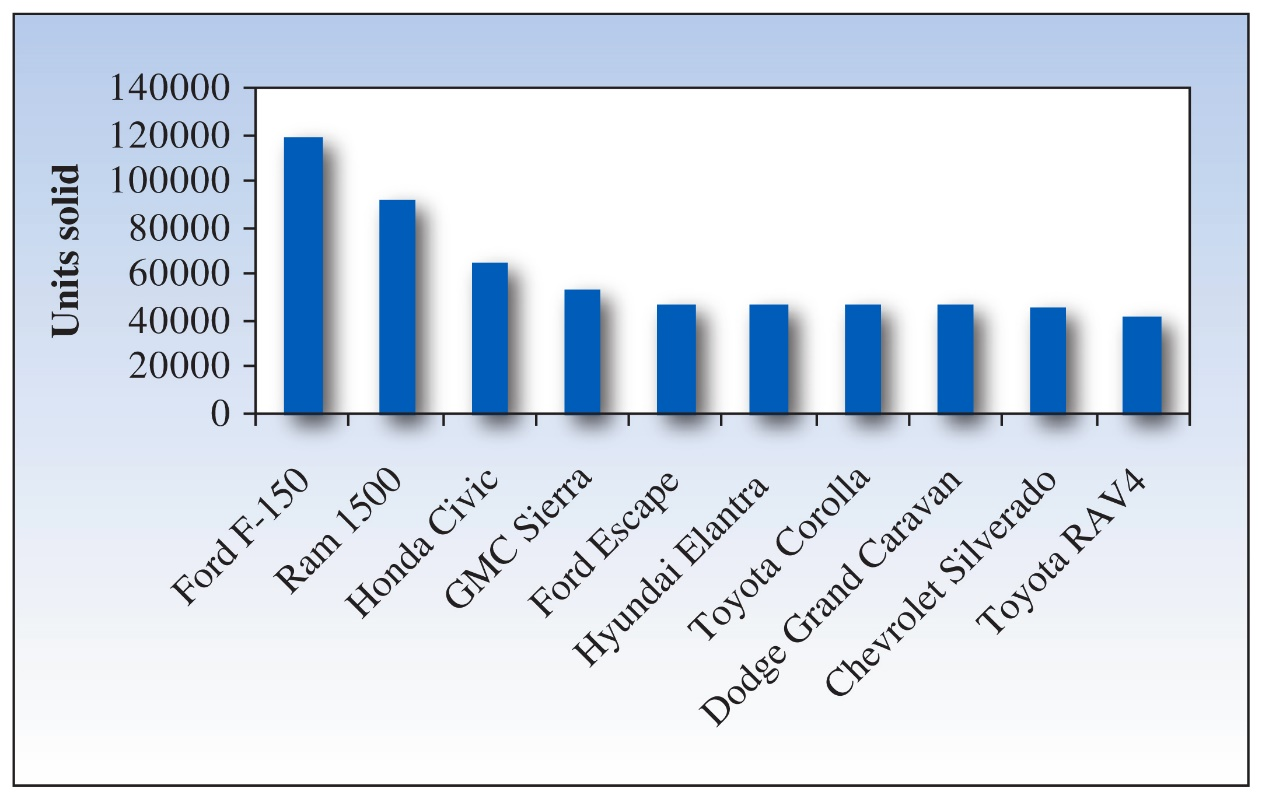 Units solid
140000
120000
100000
80000
60000
40000
20000
0
Ford F-150
Ram 1500
Honda Civic
GMC Sierra
Ford Escape
Hyundai Elantra
Toyota Corolla
Dodge Grand Caravan
Chevrolet Silverado
Toyota RAV4